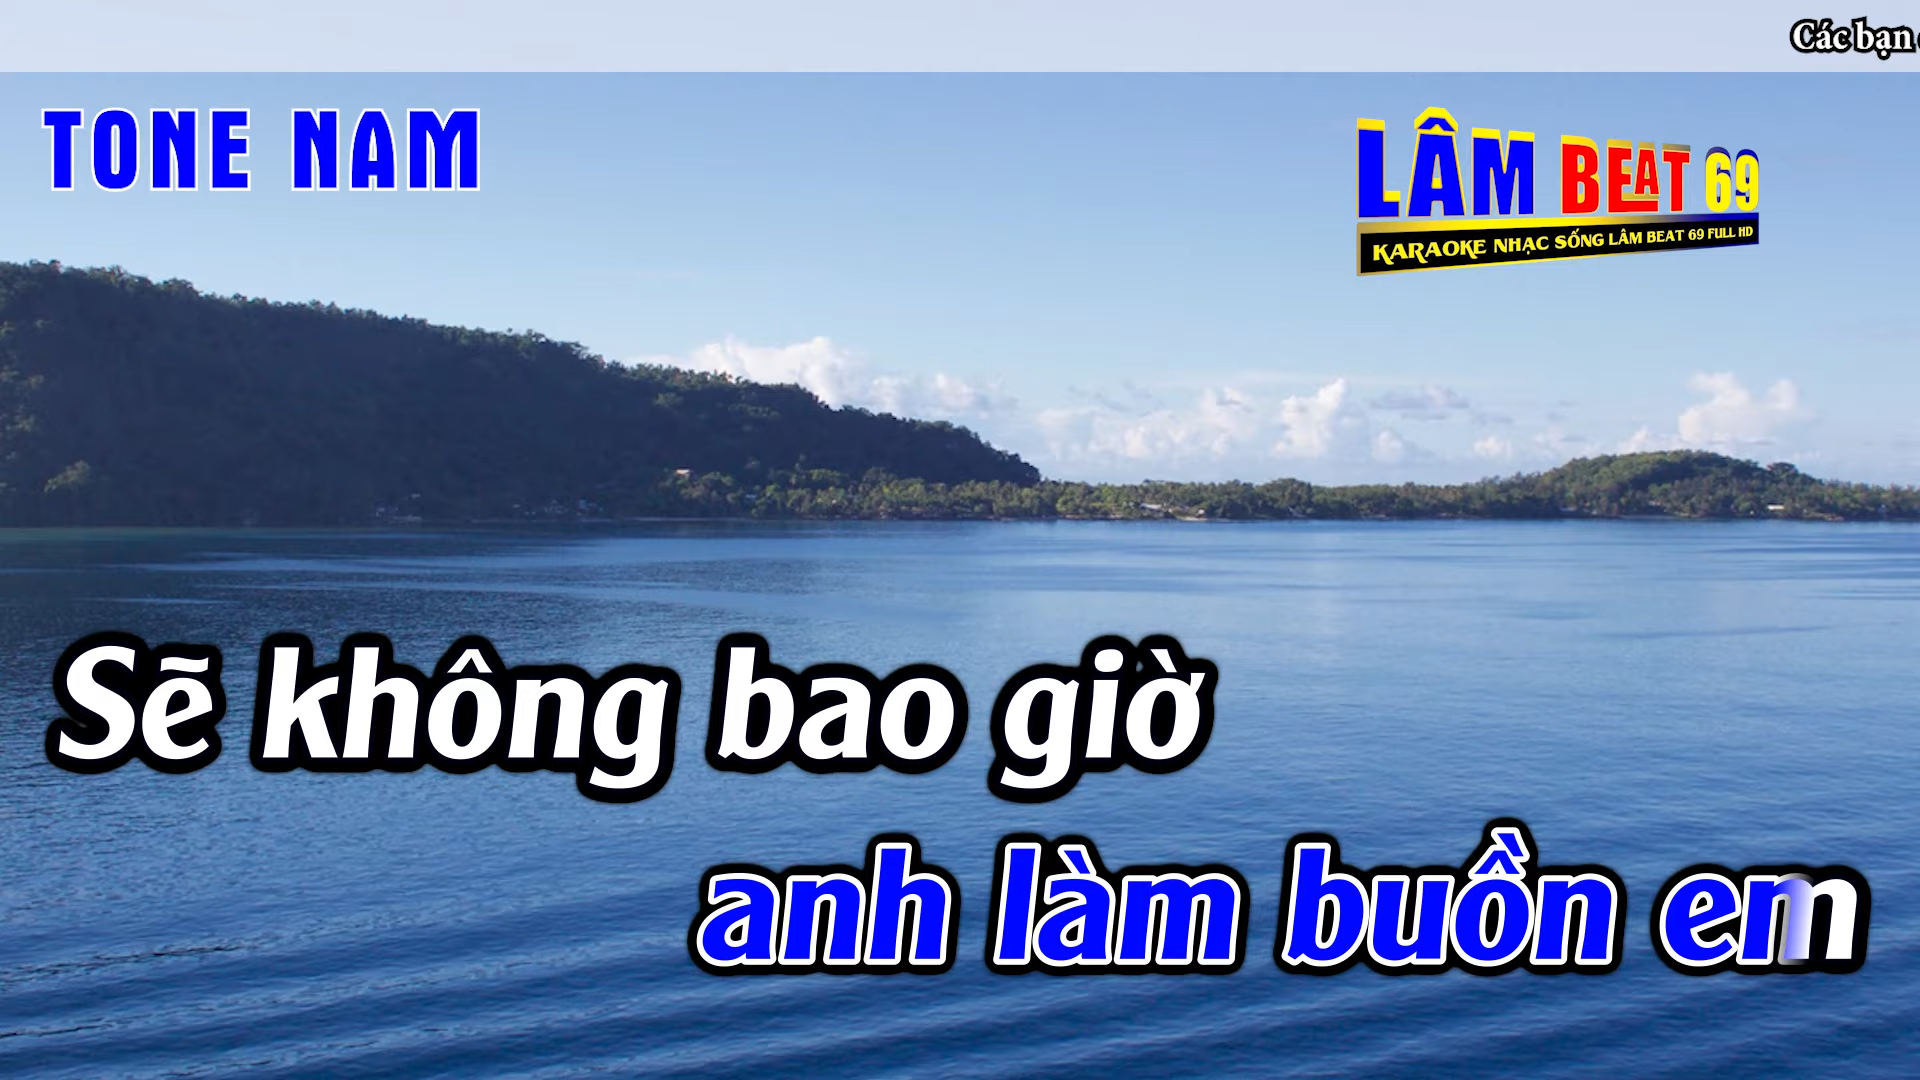 Các bạn
TONE NAM
LÂM BEAT 69
KARAOKE NHẠC SỐNG LÂM BEAT 69 FULL HD
Sẽ không bao giờ
anh làm buồn em